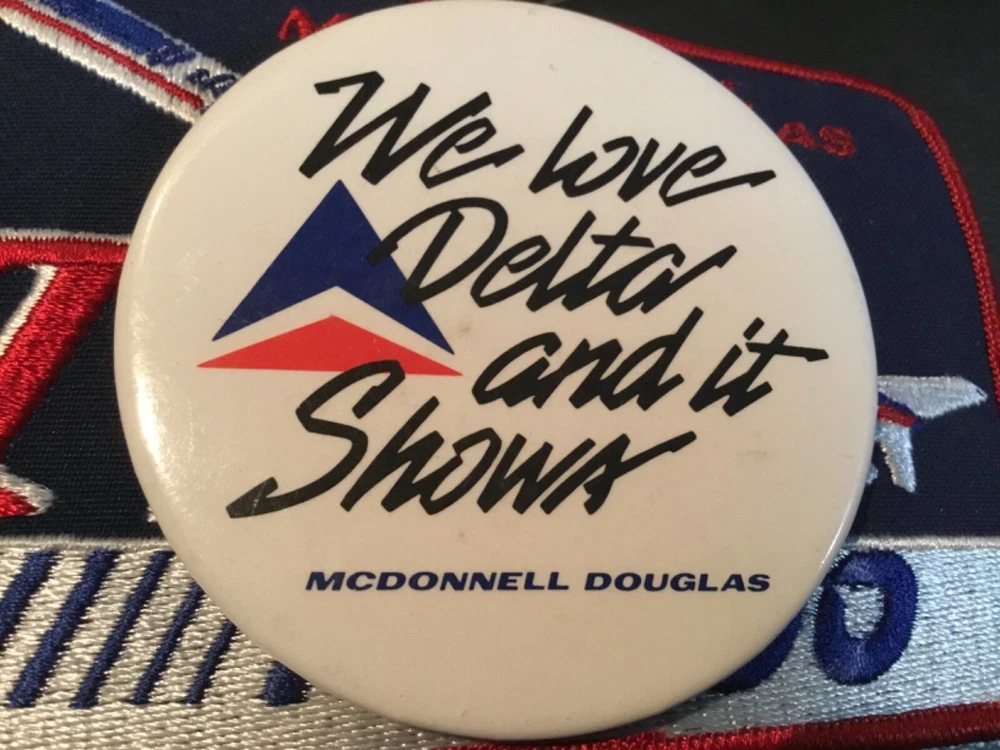 We love
Delta
and it
Shows
MCDONNELL DOUGLAS